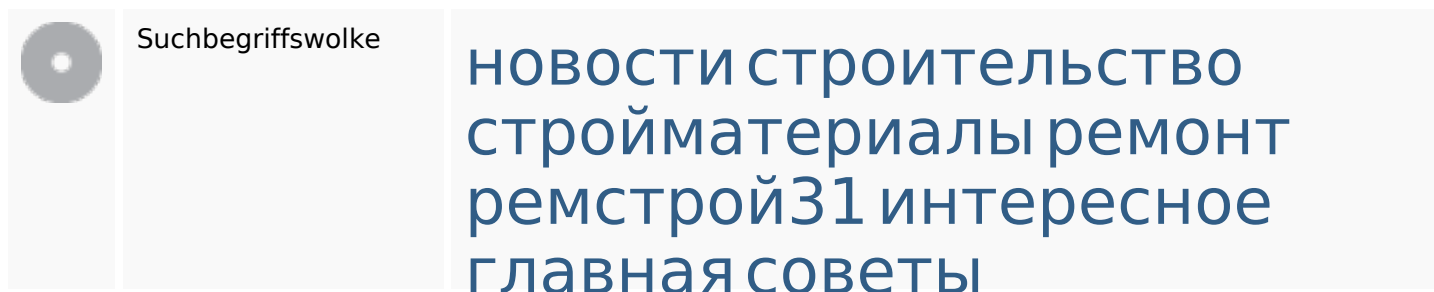 Suchbegriffswolke
новости строительство
стройматериалы ремонт
ремстрой31 интересное
главная советы